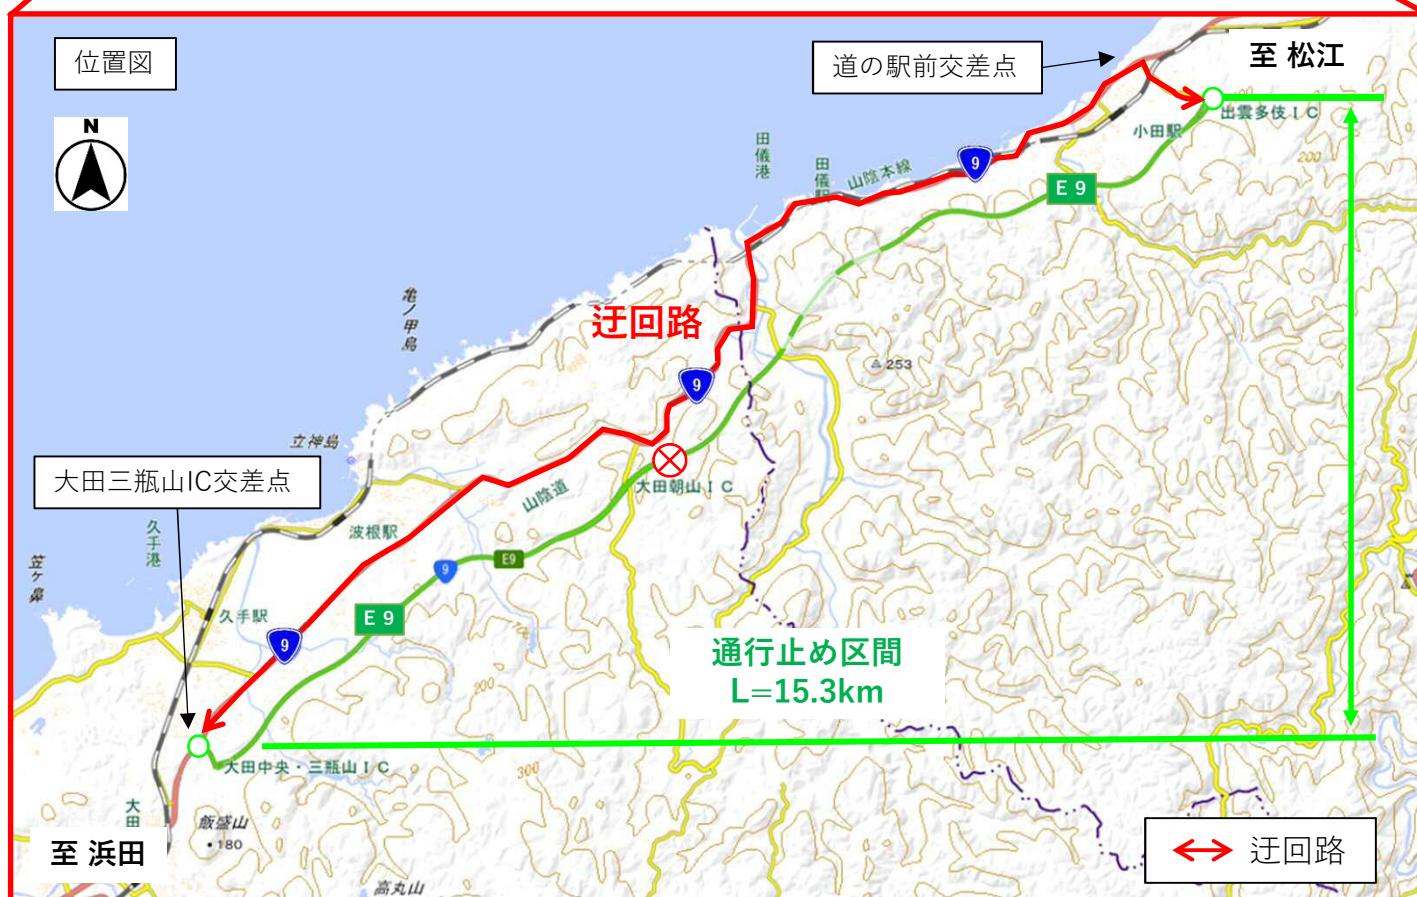 位置図
N
道の駅前交差点
至 松江
出雲多伎ＩＣ
小田駅
200
田儀港
田儀駅
山陰本線
9
E 9
亀ノ甲島
迂回路
9
253
立神島
大田三瓶山IC交差点
大田朝山ＩＣ
山陰道
久手港
波根駅
笠ヶ鼻
9
E9
久手駅
E 9
9
通行止め区間
L=15.3km
200
大田中央・三瓶山ＩＣ
300
大田
飯盛山
180
至 浜田
高丸山
迂回路